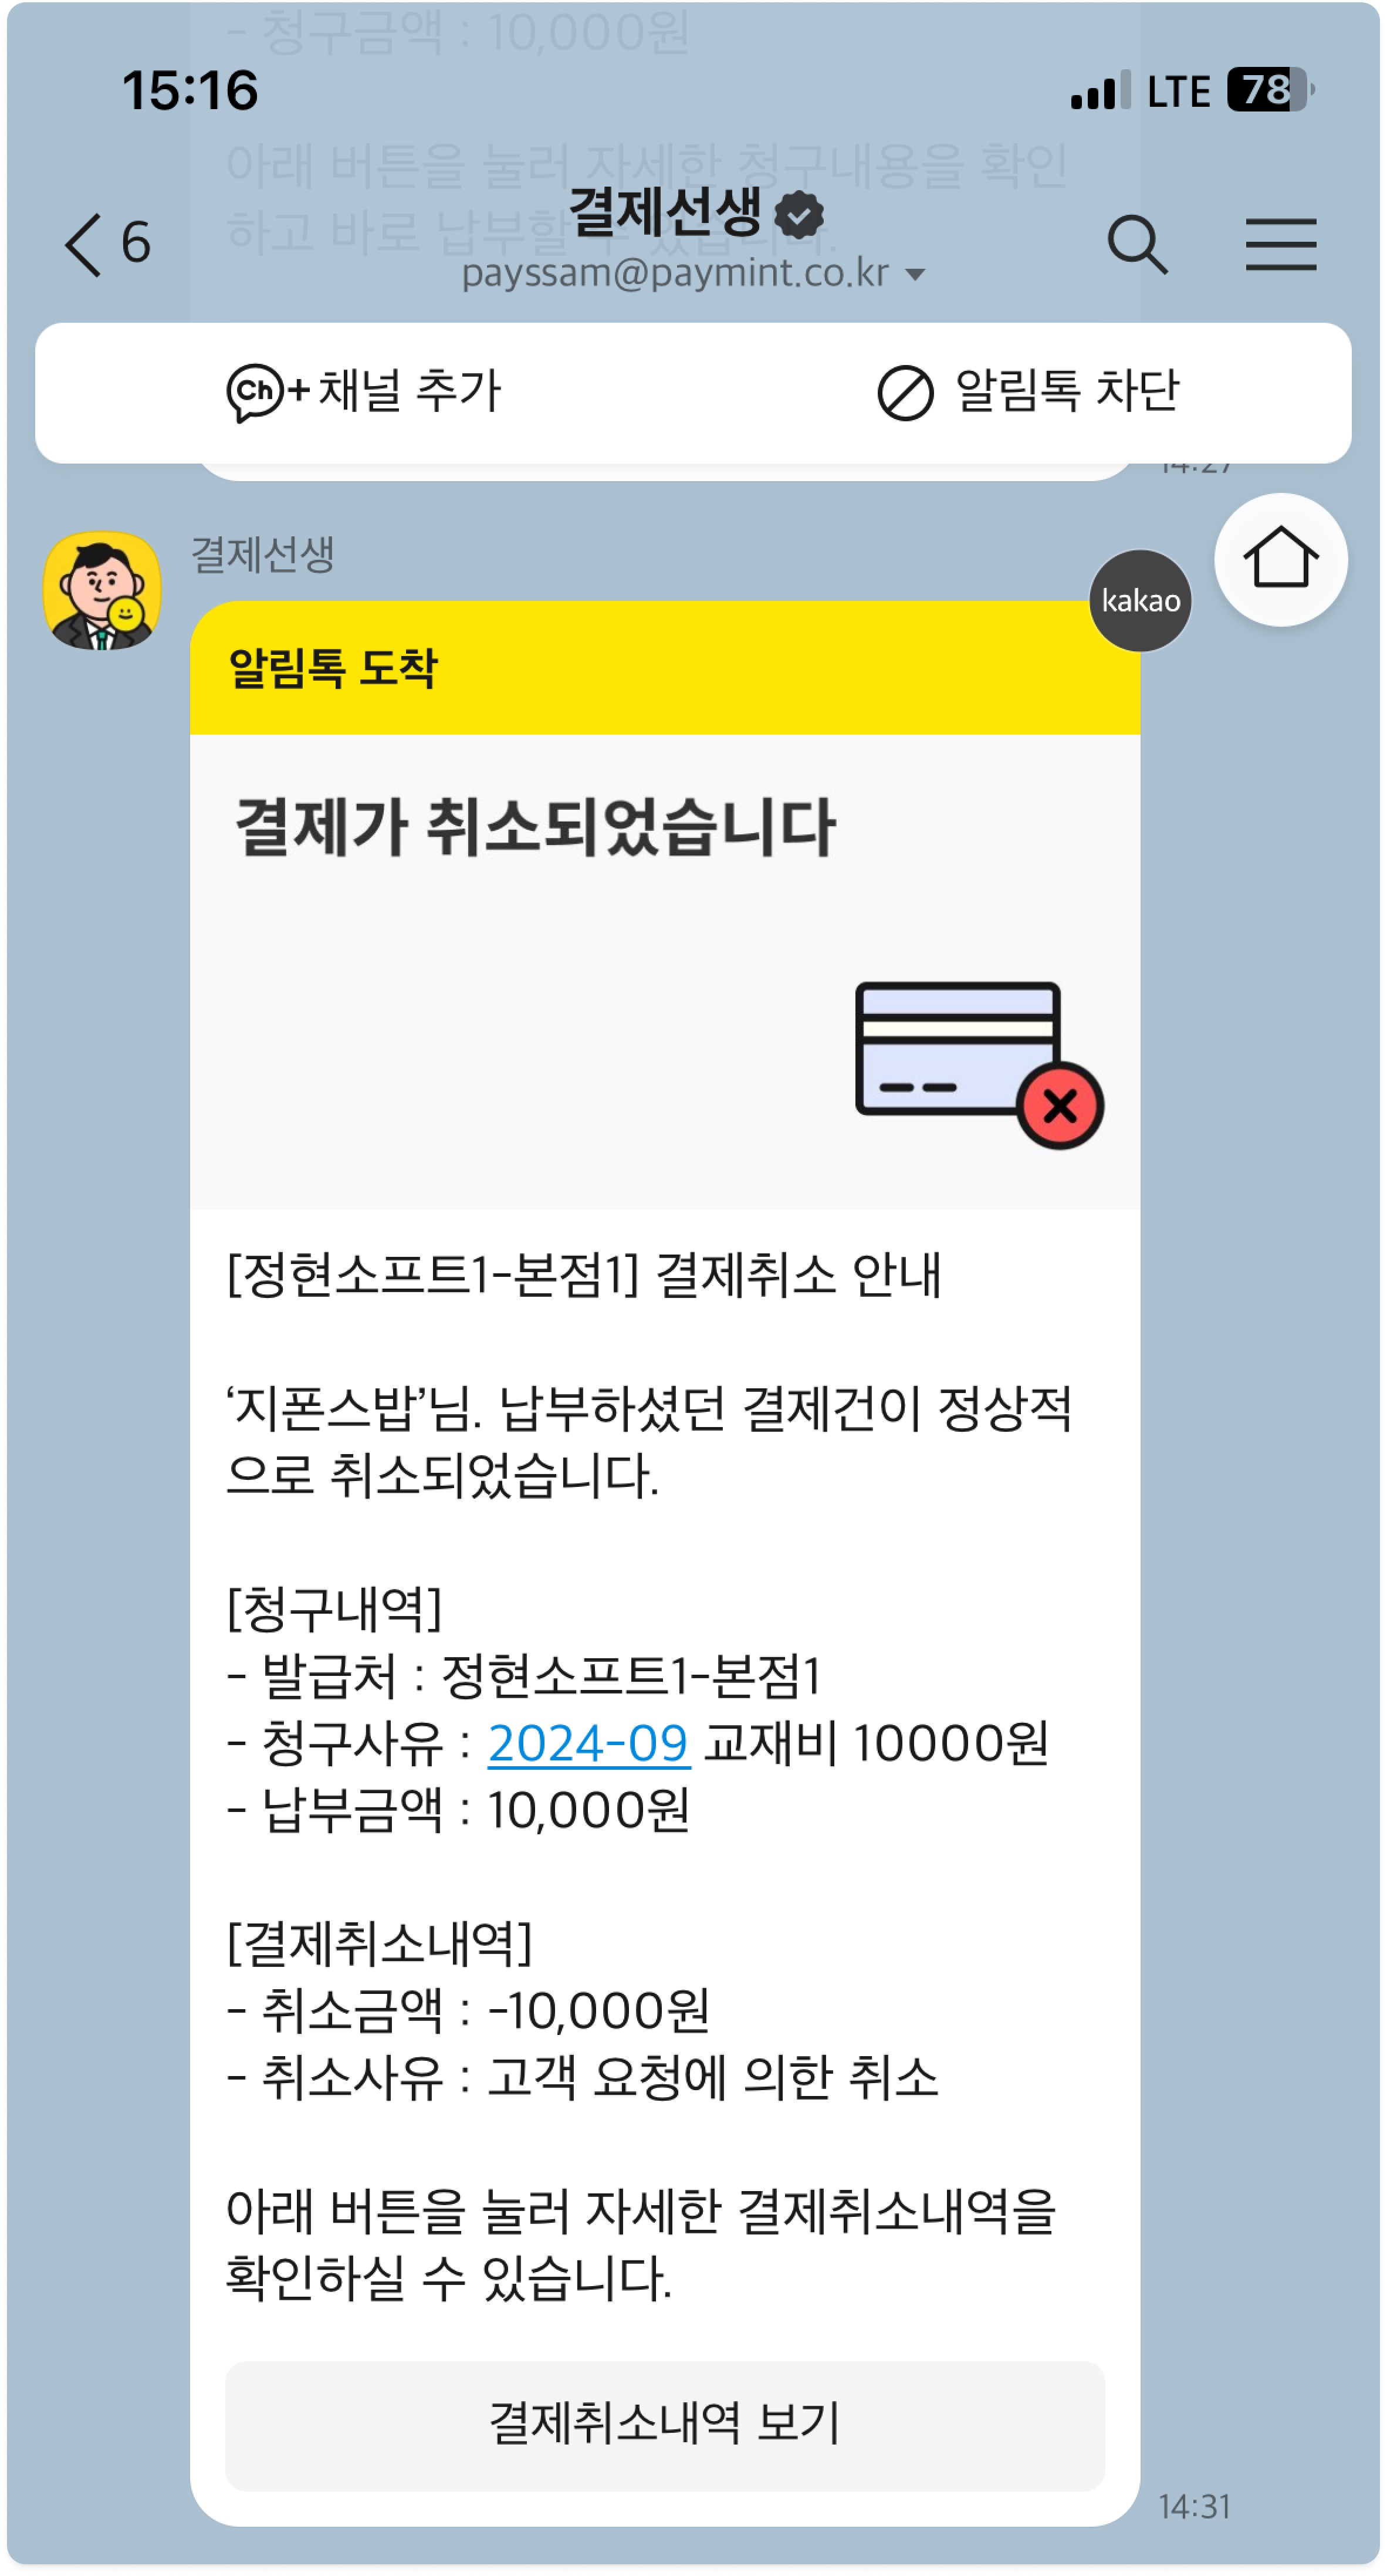 - 청구금액 : 10,000원
15:16
LTE 78
아래 버튼을 눌러 자세한 청구내용을 확인
하고 바로 납부할 수 있습니다.
6
결제선생
payssam@paymint.co.kr
Ch+ 채널 추가
알림톡 차단
14:27
결제선생
kakao
알림톡 도착
결제가 취소되었습니다
[정현소프트1-본점1] 결제취소 안내
‘지폰스밥’님. 납부하셨던 결제건이 정상적
으로 취소되었습니다.
[청구내역]
- 발급처 : 정현소프트1-본점1
- 청구사유 : 2024-09 교재비 10000원
- 납부금액 : 10,000원
[결제취소내역]
- 취소금액 : -10,000원
- 취소사유 : 고객 요청에 의한 취소
아래 버튼을 눌러 자세한 결제취소내역을
확인하실 수 있습니다.
결제취소내역 보기
14:31